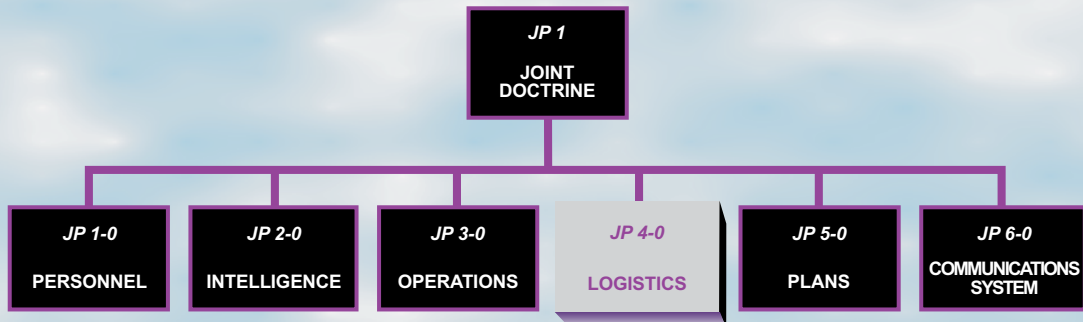 JP 1
JOINT
DOCTRINE
JP 1-0
PERSONNEL
JP 2-0
INTELLIGENCE
JP 3-0
OPERATIONS
JP 4-0
LOGISTICS
JP 5-0
PLANS
JP 6-0
COMMUNICATIONS
SYSTEM